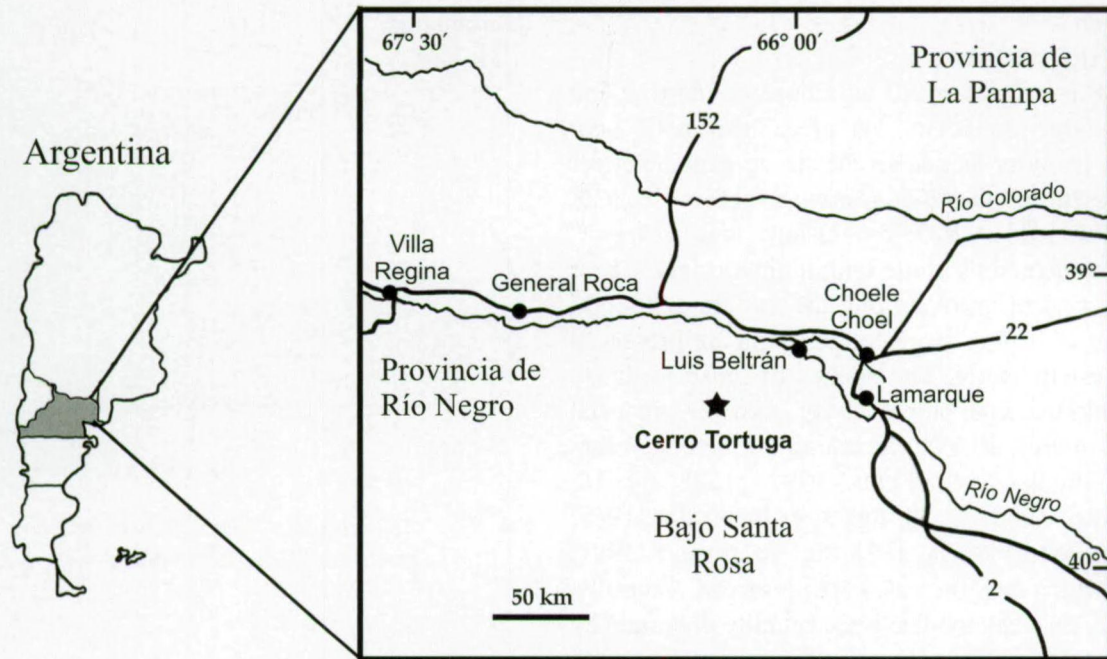 Argentina
67° 30´
66° 00´
Provincia de
La Pampa
152
Río Colorado
39°
Villa
Regina
General Roca
Choele
Choel
22
Luis Beltrán
Provincia de
Río Negro
Lamarque
Cerro Tortuga
Río Negro
Bajo Santa
Rosa
40°
2
50 km